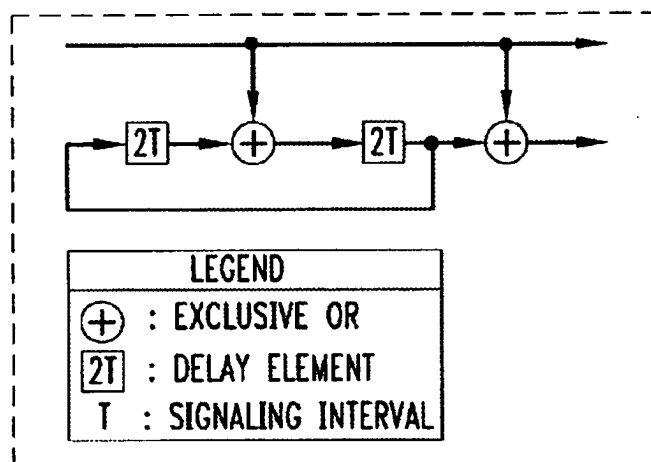 2T 2T
LEGEND
+ : EXCLUSIVE OR
2T : DELAY ELEMENT
T : SIGNALING INTERVAL